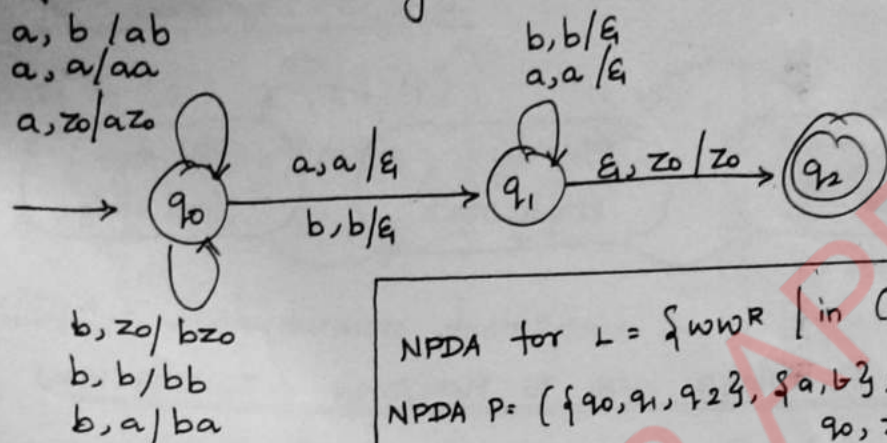 a, b / ab
a, a/aa
a, z0/az0
b, b/ε
a, a/ε
a, a/ε
b, b/ε
ε, z0/z0
q0
q1
q2
b, z0/bz0
b, b/bb
b, a/ba
NPDA for L = {wwR | in
NPDA P= ({q0, q1, q2}, {a, b}
q0,